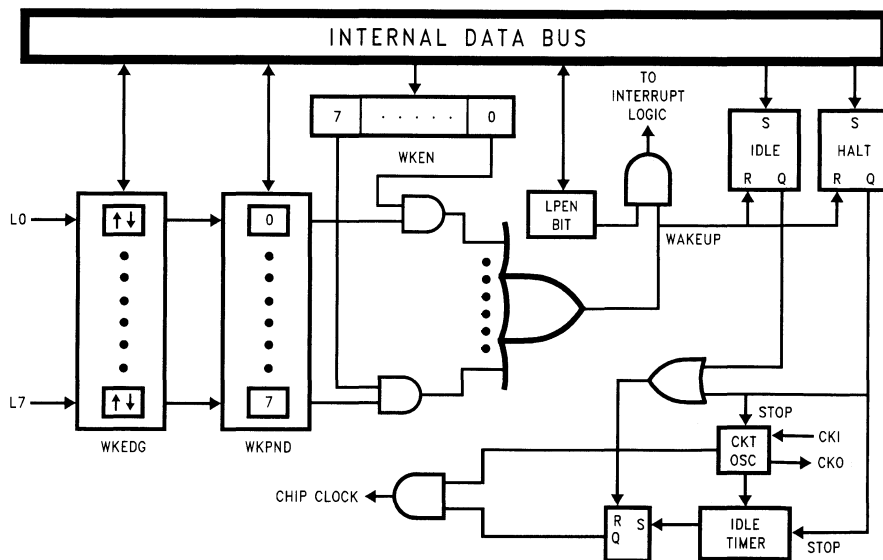 INTERNAL DATA BUS
TO
INTERRUPT
LOGIC
7 · · · · · 0
WKEN
S
IDLE
R Q
S
HALT
R Q
L0
↑↓
0
LPEN
BIT
WAKEUP
L7
↑↓
7
WKEDG
WKPND
STOP
CKT
OSC
CKI
CKO
CHIP CLOCK
R S
Q
IDLE
TIMER
STOP